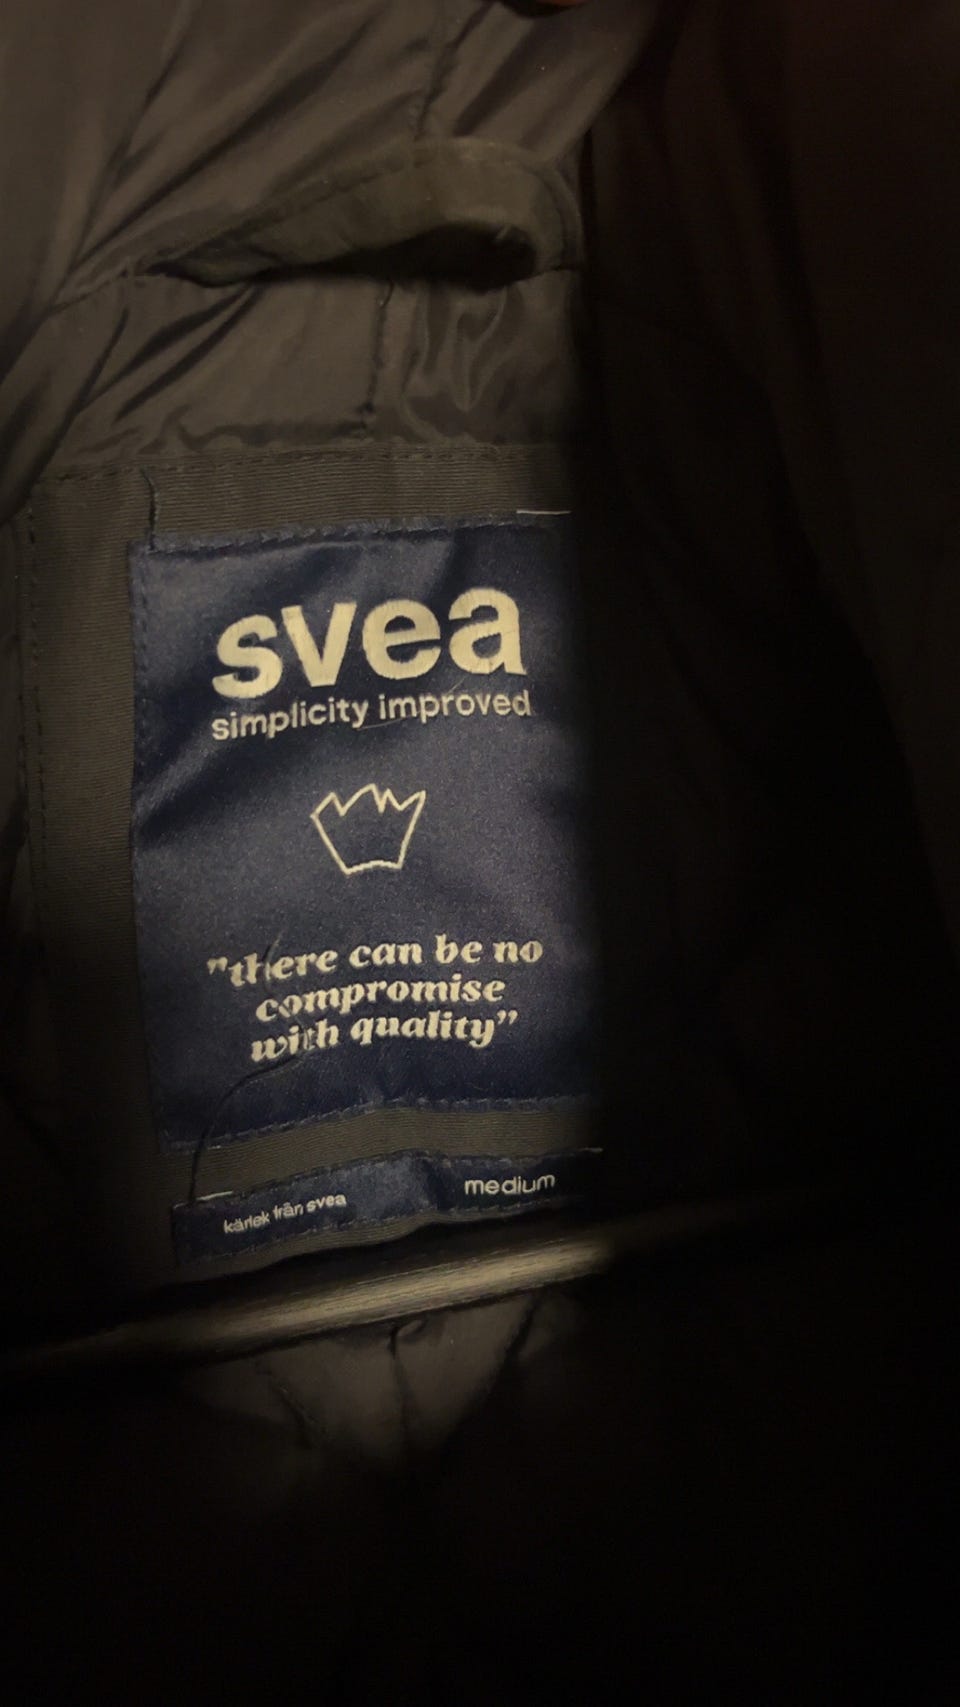 svea
simplicity improved
"there can be no
compromise
with quality"
kärlek från svea
medium